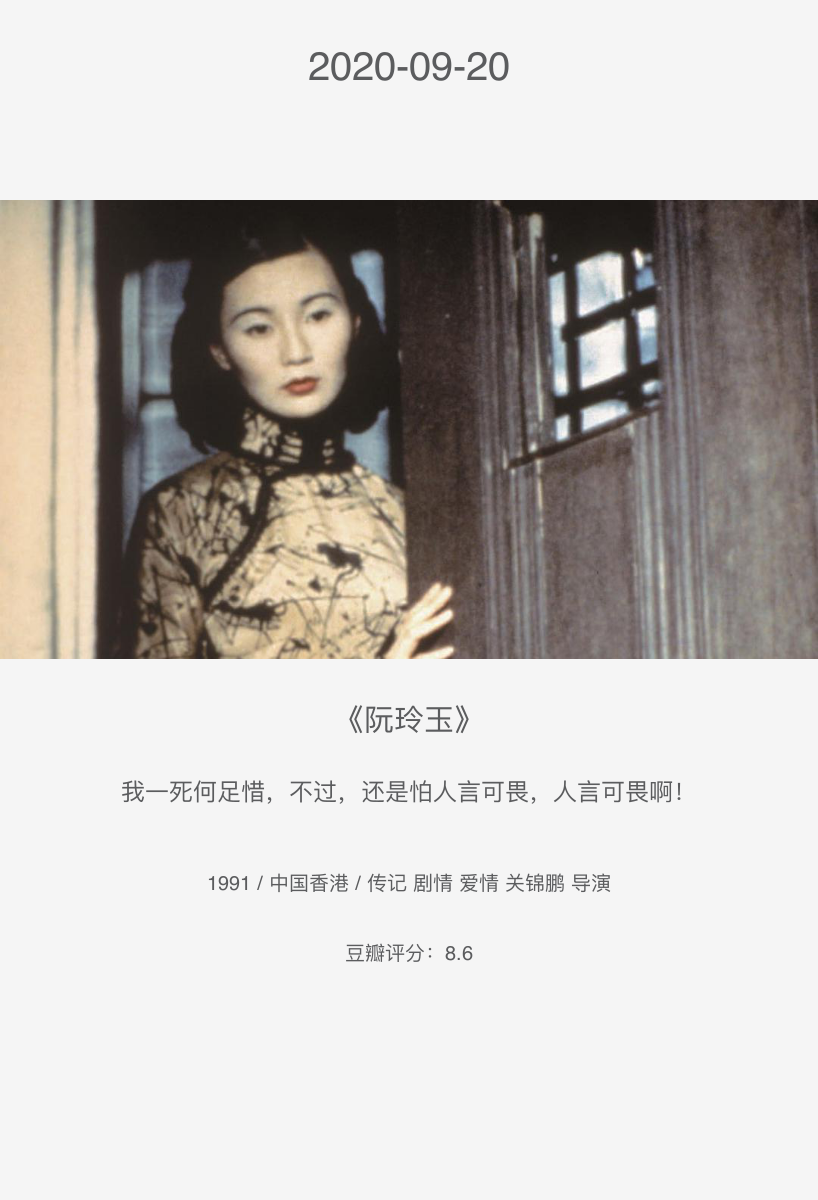 2020-09-20
《阮玲玉》
我一死何足惜，不过，还是怕人言可畏，人言可畏啊！
1991 / 中国香港 / 传记 剧情 爱情 关锦鹏 导演
豆瓣评分：8.6